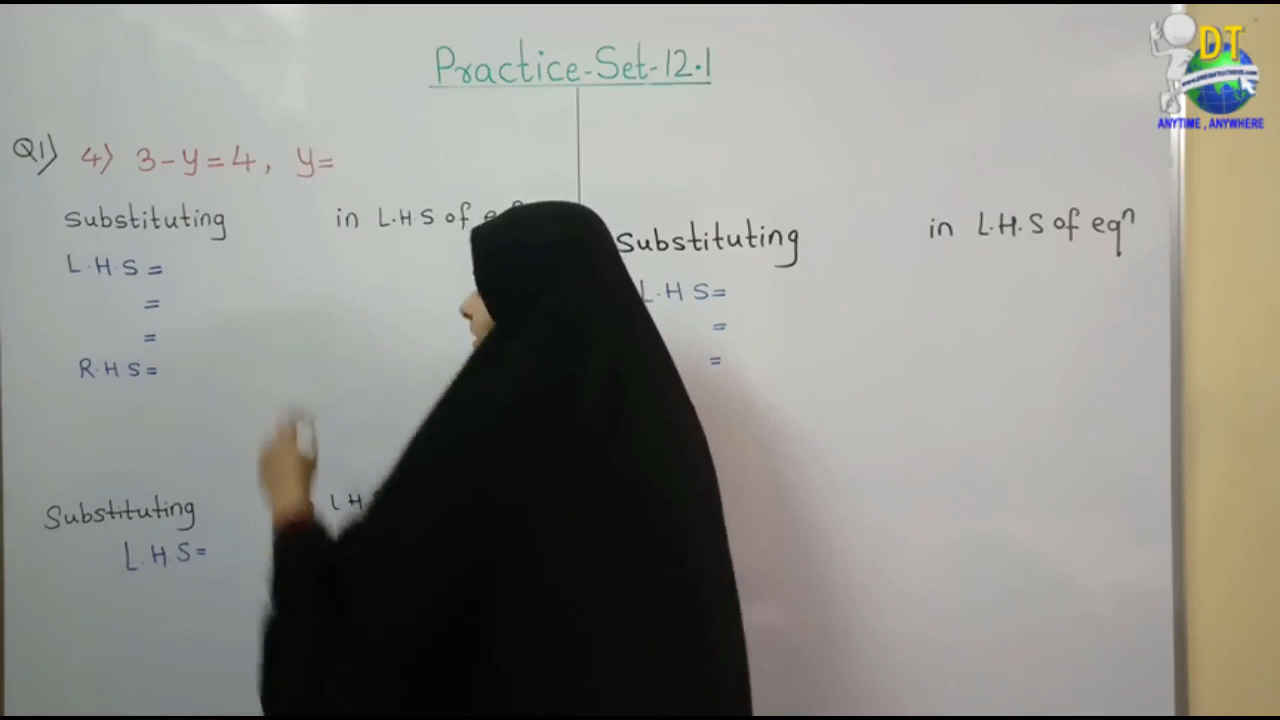 Practice-Set-12.1
Q1) 4) 3-y=4, y=
Substituting in L.H.S of
L.H.S =
=
=
R.H.S=
Substituting L H
L.H S=
Substituting in L.H.S of eqⁿ
L.H S=
=
=
DT
ANYTIME, ANYWHERE